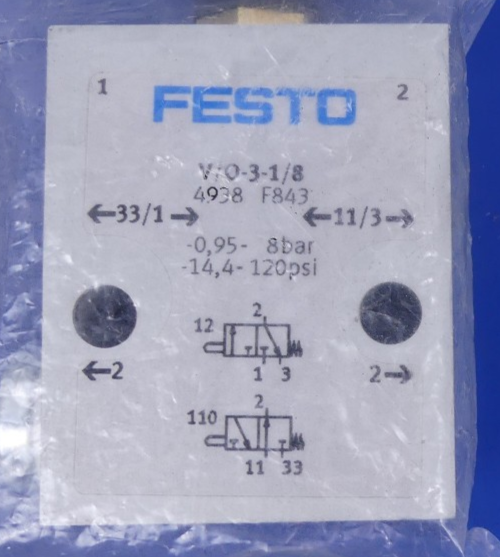 1
2
FESTO
V/O-3-1/8
4938 F843
←33/1→
←11/3→
-0,95- 8bar
-14,4- 120psi
2
12
1 3
←2
2→
2
110
11 33